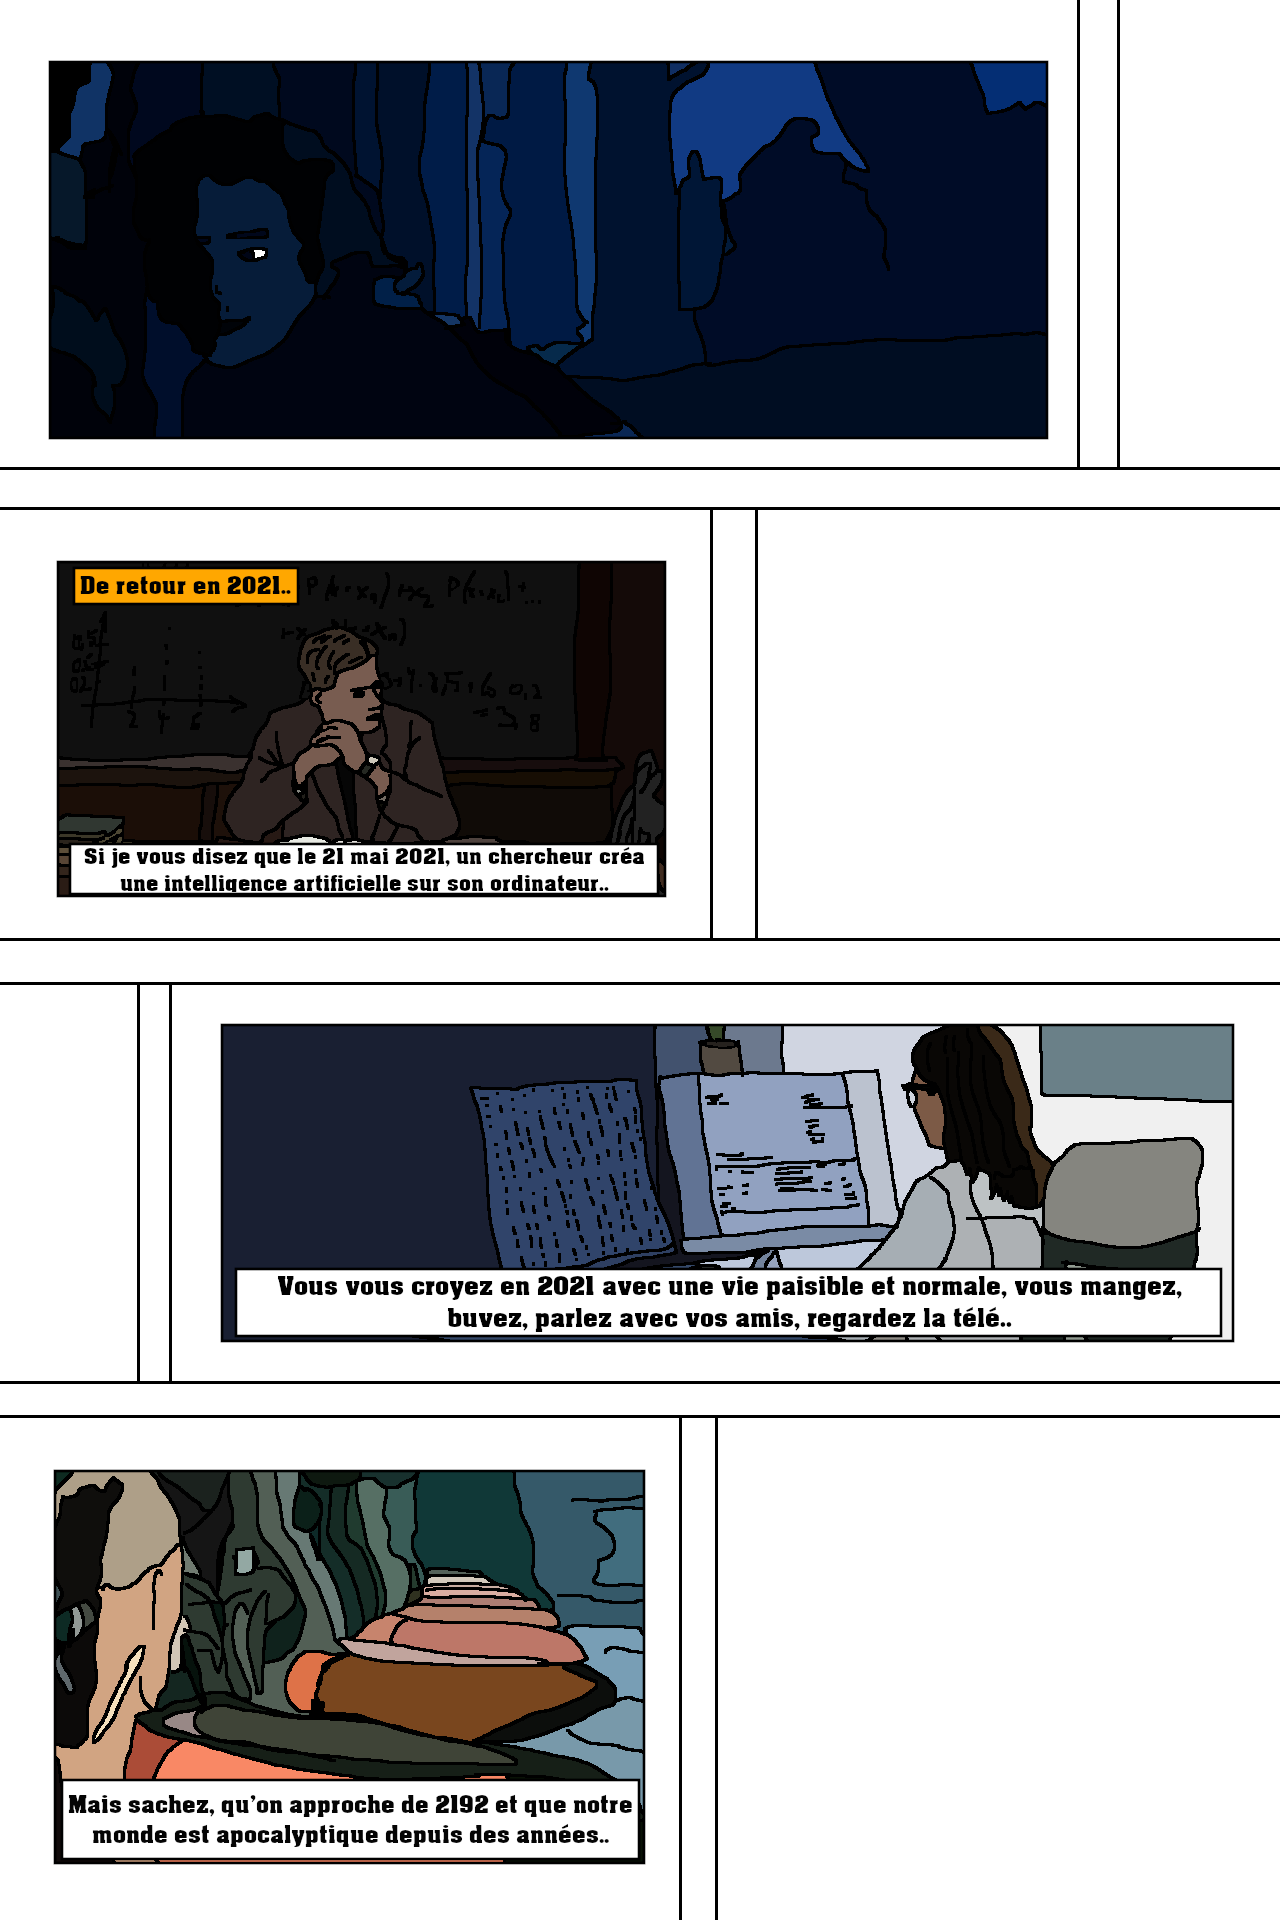 De retour en 2021..
Si je vous disez que le 21 mai 2021, un chercheur créa
une intelligence artificielle sur son ordinateur..
Vous vous croyez en 2021 avec une vie paisible et normale, vous mangez,
buvez, parlez avec vos amis, regardez la télé..
Mais sachez, qu'on approche de 2192 et que notre
monde est apocalyptique depuis des années..